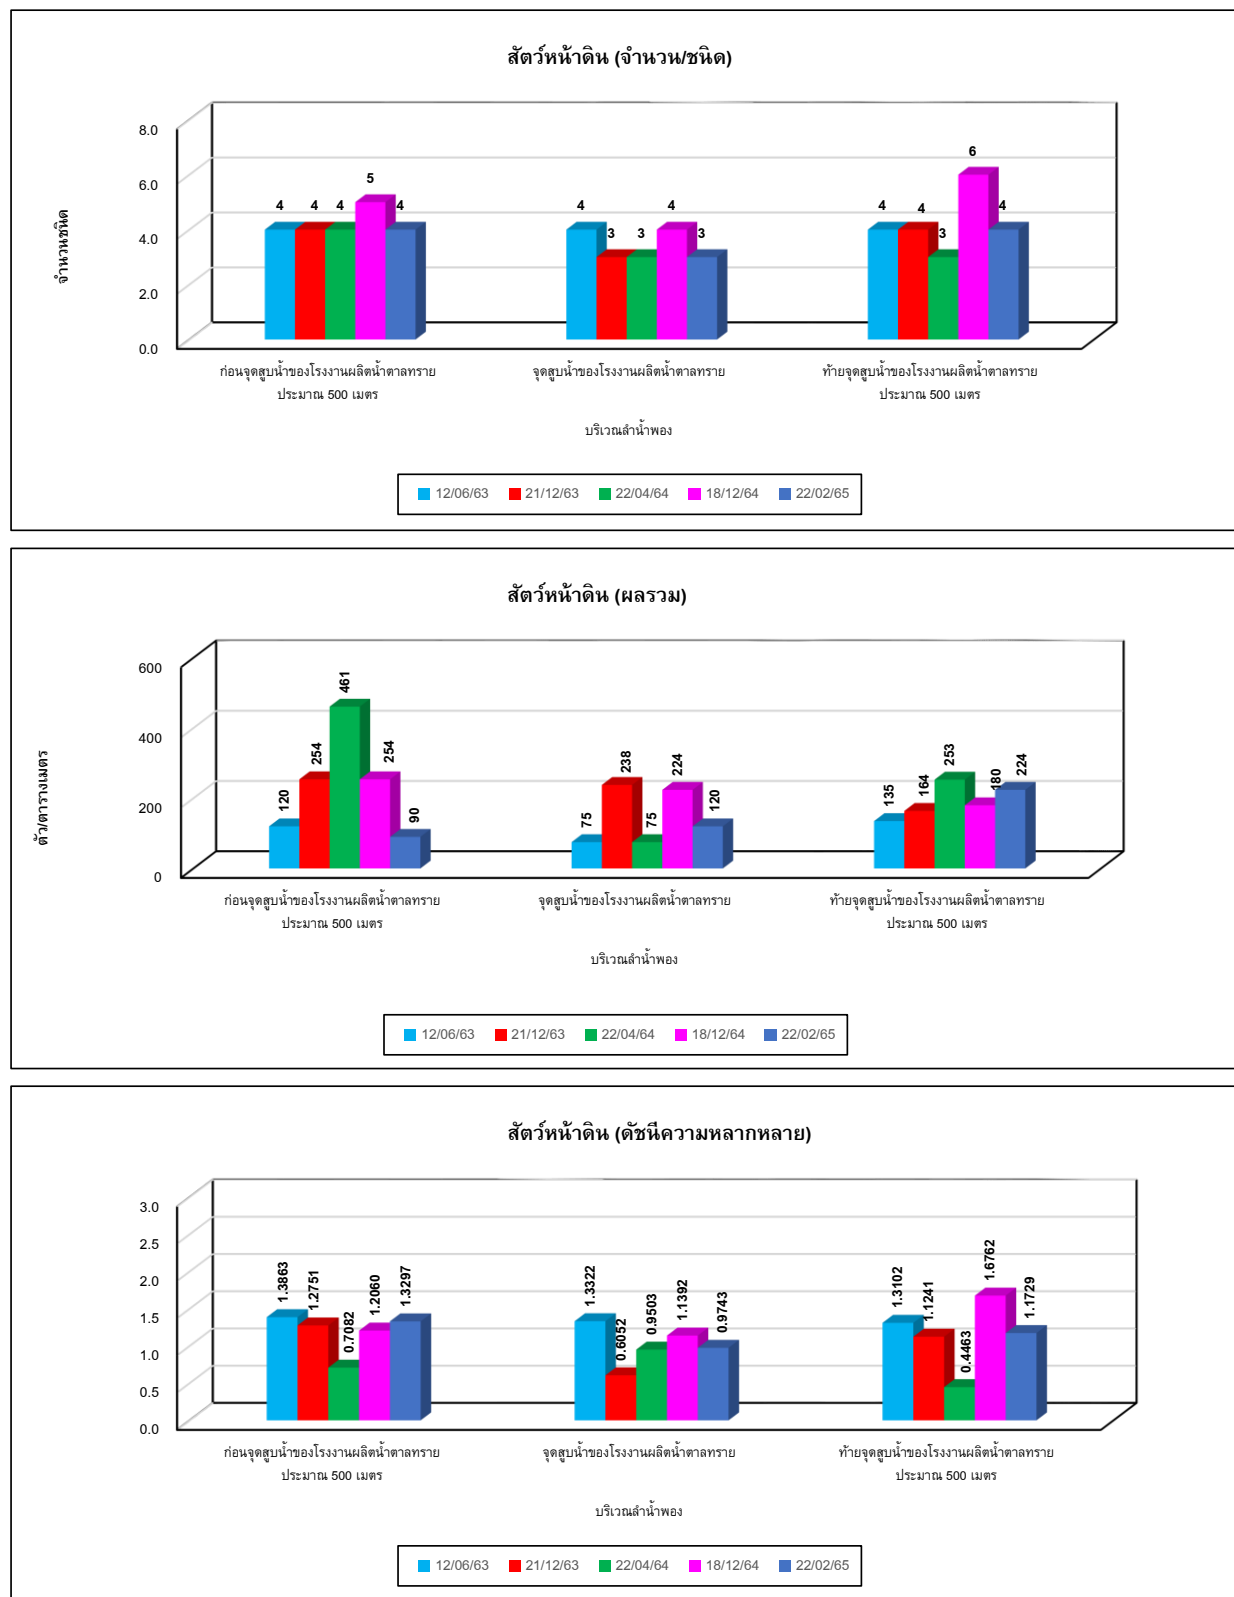 สัตว์หน้าดิน (จำนวน/ชนิด)
จำนวนชนิด
8.0
6.0
4.0
2.0
0.0
4 4 4 5 4
4 3 3 4 3
4 4 3 6 4
ก่อนจุดสูบน้ำของโรงงานผลิตน้ำตาลทราย
ประมาณ 500 เมตร
จุดสูบน้ำของโรงงานผลิตน้ำตาลทราย
ท้ายจุดสูบน้ำของโรงงานผลิตน้ำตาลทราย
ประมาณ 500 เมตร
บริเวณลำน้ำพอง
12/06/63 21/12/63 22/04/64 18/12/64 22/02/65
สัตว์หน้าดิน (ผลรวม)
ตัว/ตารางเมตร
600
400
200
0
120 254 461 254 90
75 238 75 224 120
135 164 253 180 224
ก่อนจุดสูบน้ำของโรงงานผลิตน้ำตาลทราย
ประมาณ 500 เมตร
จุดสูบน้ำของโรงงานผลิตน้ำตาลทราย
ท้ายจุดสูบน้ำของโรงงานผลิตน้ำตาลทราย
ประมาณ 500 เมตร
บริเวณลำน้ำพอง
12/06/63 21/12/63 22/04/64 18/12/64 22/02/65
สัตว์หน้าดิน (ดัชนีความหลากหลาย)
3.0
2.5
2.0
1.5
1.0
0.5
0.0
1.3863 1.2751 0.7082 1.2060 1.3297
1.3322 0.6052 0.9503 1.1392 0.9743
1.3102 1.1241 0.4463 1.6762 1.1729
ก่อนจุดสูบน้ำของโรงงานผลิตน้ำตาลทราย
ประมาณ 500 เมตร
จุดสูบน้ำของโรงงานผลิตน้ำตาลทราย
ท้ายจุดสูบน้ำของโรงงานผลิตน้ำตาลทราย
ประมาณ 500 เมตร
บริเวณลำน้ำพอง
12/06/63 21/12/63 22/04/64 18/12/64 22/02/65